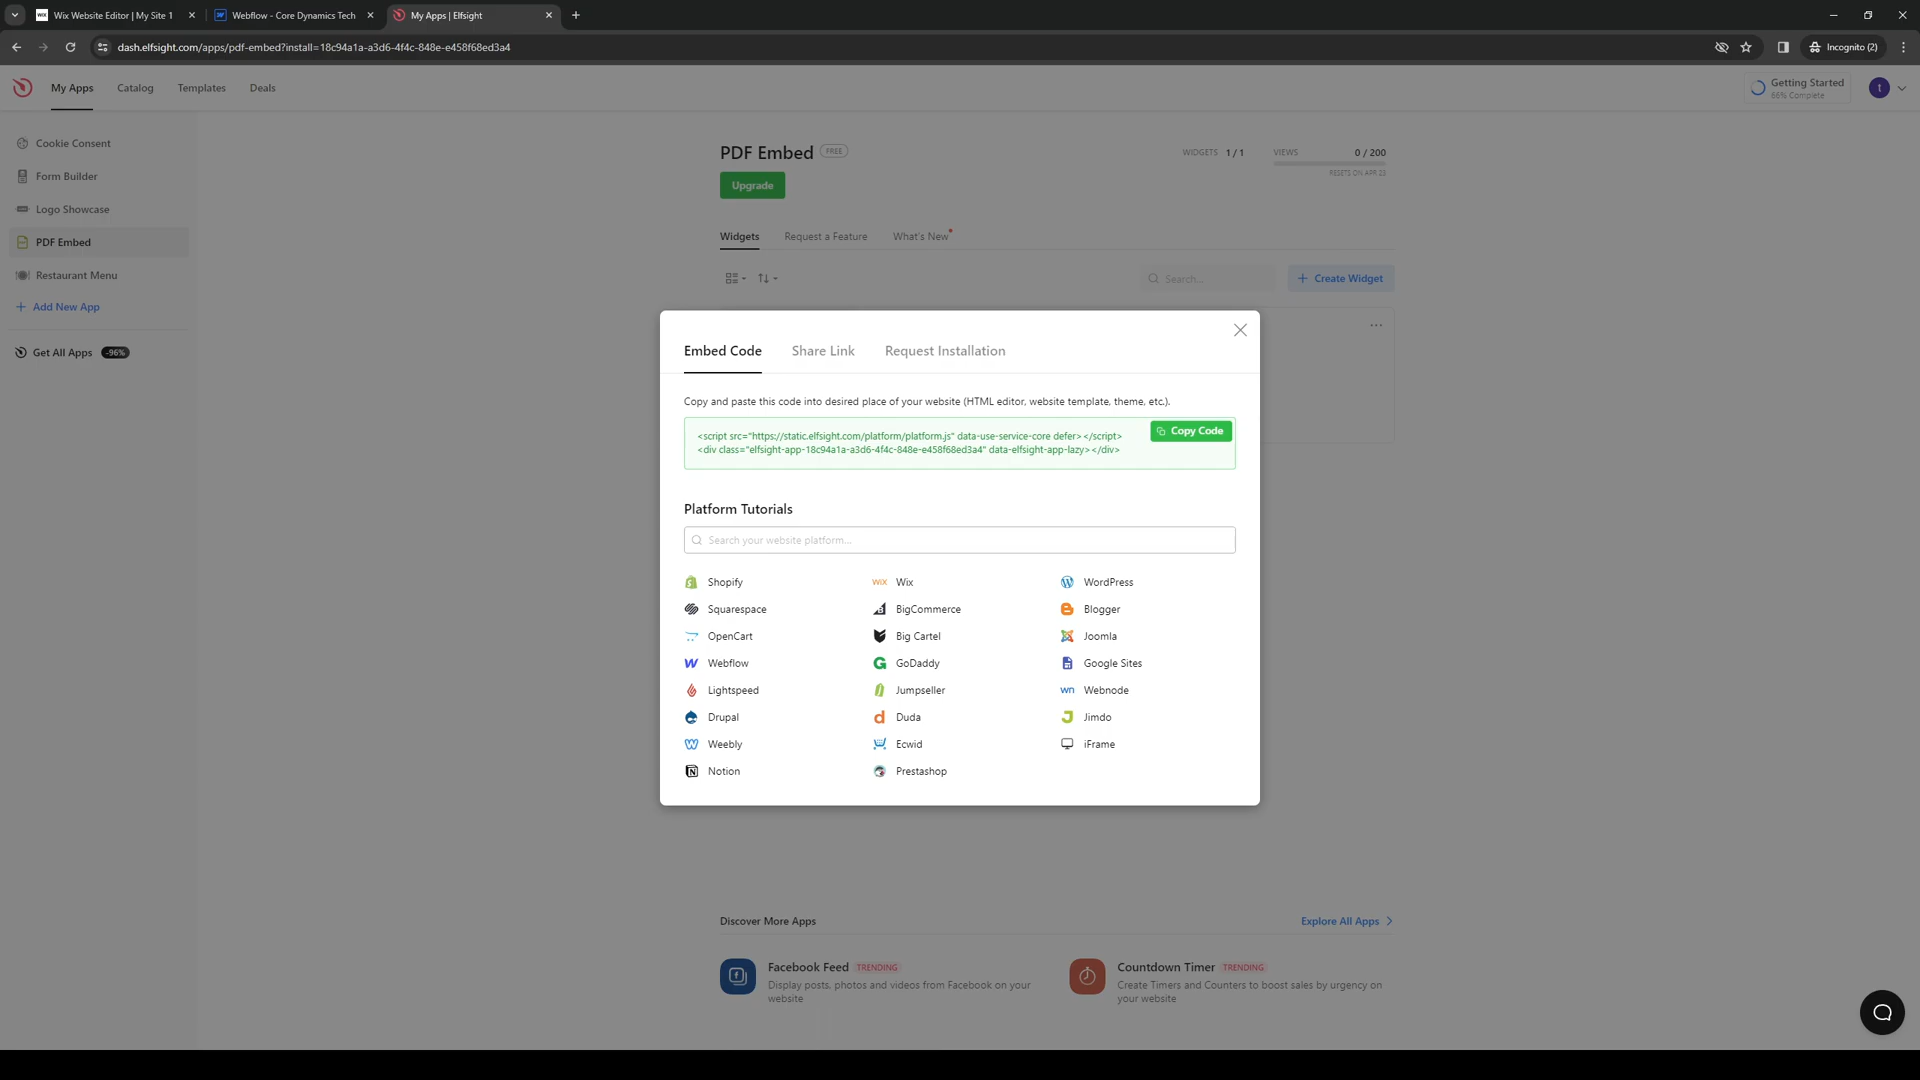 Wix Website Editor | My Site 1
Webflow - Core Dynamics Tech
My Apps | Elfsight
dash.elfsight.com/apps/pdf-embed?install=18c94a1a-a3d6-4f4c-848e-e458f68ed3a4
Incognito (2)
My Apps
Catalog
Templates
Deals
Getting Started
66% Complete
t
Cookie Consent
Form Builder
Logo Showcase
PDF Embed
Restaurant Menu
Add New App
Get All Apps -96%
PDF Embed FREE
WIDGETS 1 / 1
VIEWS 0 / 200
RESETS ON APR 23
Upgrade
Widgets
Request a Feature
What's New
Search...
Create Widget
Embed Code
Share Link
Request Installation
Copy and paste this code into desired place of your website (HTML editor, website template, theme, etc.).
<script src="https://static.elfsight.com/platform/platform.js" data-use-service-core defer></script>
<div class="elfsight-app-18c94a1a-a3d6-4f4c-848e-e458f68ed3a4" data-elfsight-app-lazy></div>
Copy Code
Platform Tutorials
Search your website platform...
Shopify
WiX Wix
WordPress
Squarespace
BigCommerce
Blogger
OpenCart
Big Cartel
Joomla
Webflow
GoDaddy
Google Sites
Lightspeed
Jumpseller
wn Webnode
Drupal
Duda
Jimdo
Weebly
Ecwid
iFrame
Notion
Prestashop
Discover More Apps
Explore All Apps
Facebook Feed TRENDING
Display posts, photos and videos from Facebook on your
website
Countdown Timer TRENDING
Create Timers and Counters to boost sales by urgency on
your website